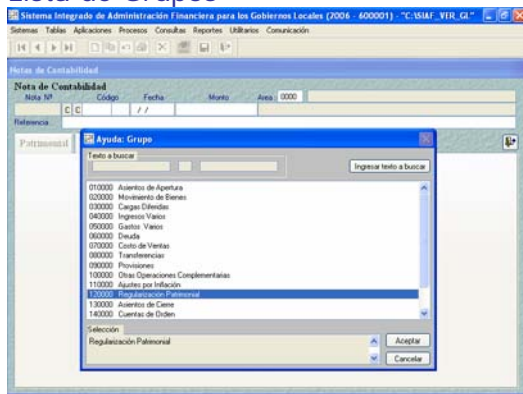 Lista de Grupos
Sistema Integrado de Administración Financiera para los Gobiernos Locales (2006 - 600001) - "C:\SIAF_VER_GL"
Sistemas Tablas Aplicaciones Procesos Consultas Reportes Utilitarios Comunicación
Notas de Contabilidad
Nota de Contabilidad
Nota Nº Código Fecha Monto Area: 0000
C C / /
Referencia
Patrimonial
Ayuda: Grupo
Texto a buscar
Ingresar texto a buscar
010000 Asientos de Apertura
020000 Movimiento de Bienes
030000 Cargas Diferidas
040000 Ingresos Varios
050000 Gastos Varios
060000 Deuda
070000 Costo de Ventas
080000 Transferencias
090000 Provisiones
100000 Otras Operaciones Complementarias
110000 Ajustes por Inflación
120000 Regularización Patrimonial
130000 Asientos de Cierre
140000 Cuentas de Orden
Selección
Regularización Patrimonial
Aceptar
Cancelar